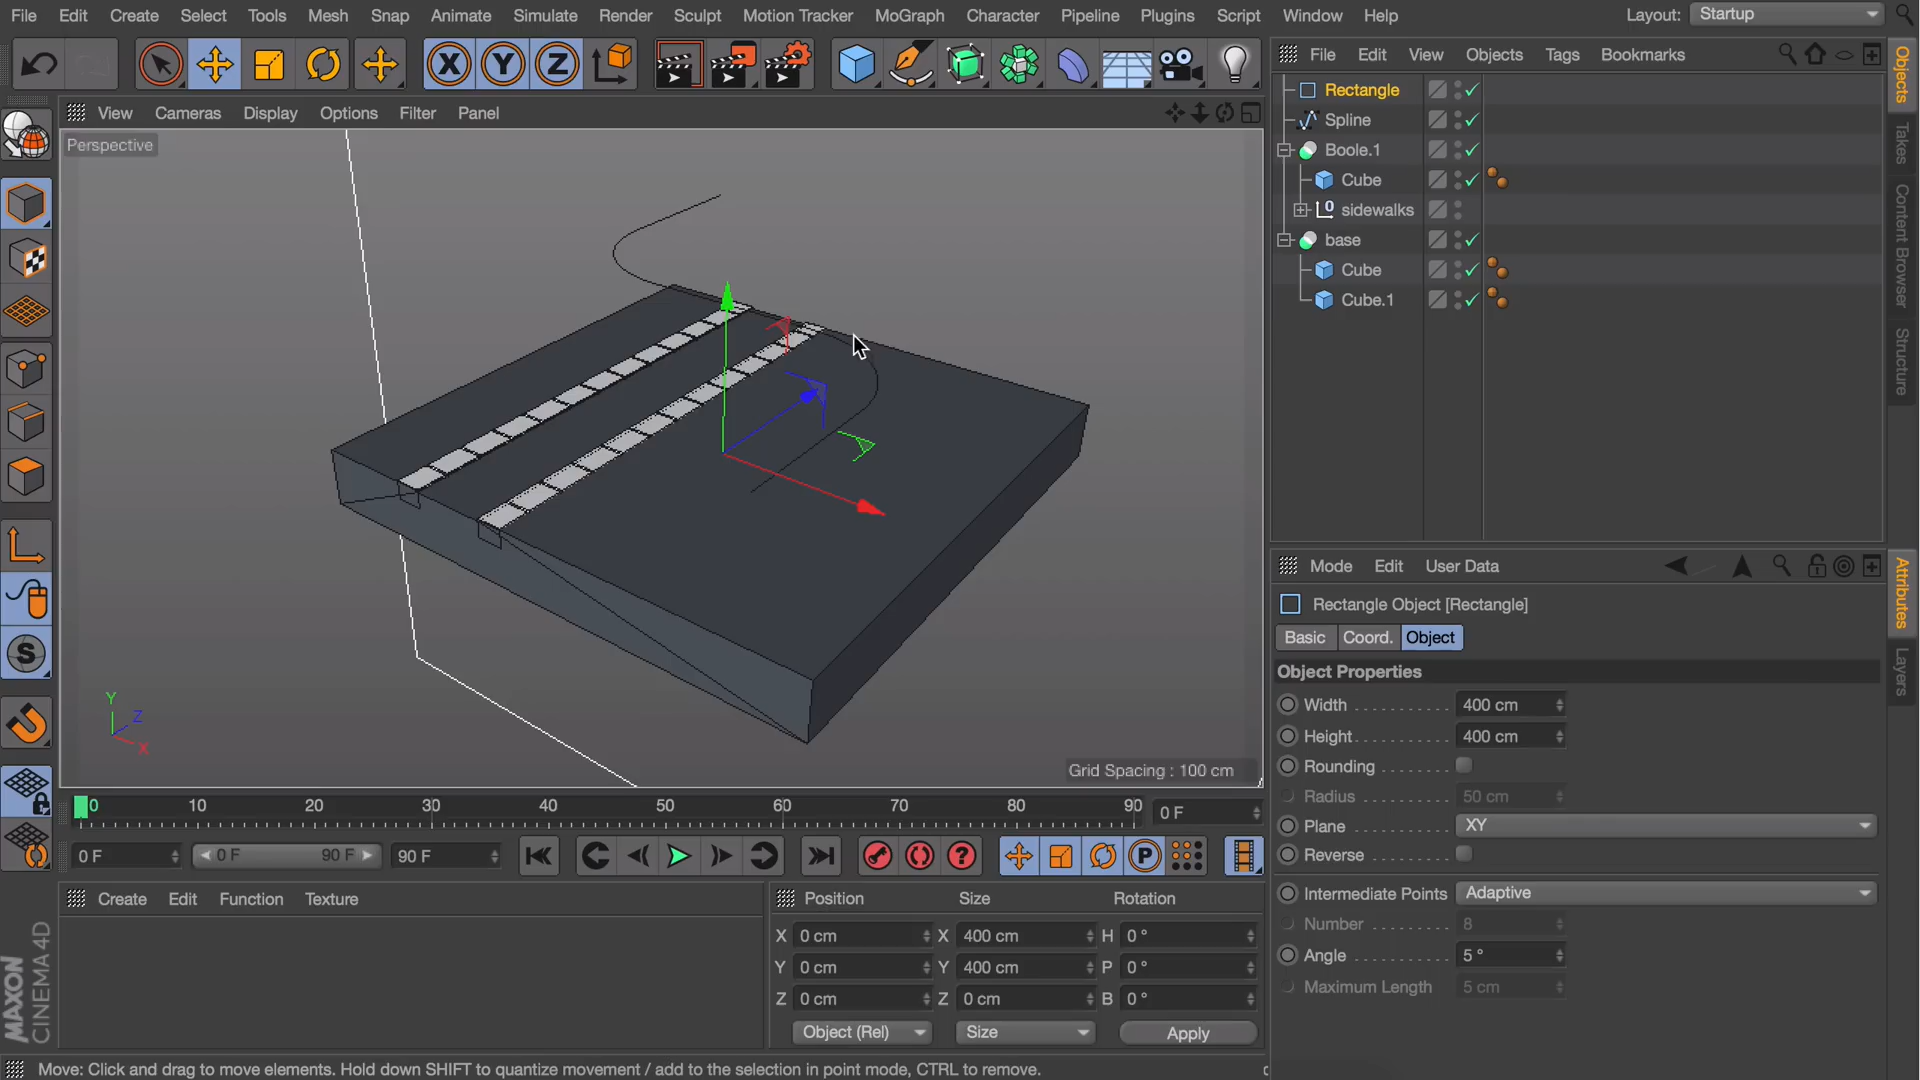 File Edit Create Select Tools Mesh Snap Animate Simulate Render Sculpt Motion Tracker MoGraph Character Pipeline Plugins Script Window Help Layout: Startup
X Y Z
File Edit View Objects Tags Bookmarks
View Cameras Display Options Filter Panel
Perspective
Rectangle
Spline
Boole.1
Cube
sidewalks
base
Cube
Cube.1
Objects
Takes
Content Browser
Structure
Y
Z
X
Grid Spacing : 100 cm
Mode Edit User Data
Rectangle Object [Rectangle]
Basic Coord. Object
Object Properties
Width 400 cm
Height 400 cm
Rounding
Radius 50 cm
Plane XY
Reverse
Intermediate Points Adaptive
Number 8
Angle 5 °
Maximum Length 5 cm
Attributes
Layers
0 10 20 30 40 50 60 70 80 90 0 F
0 F 0 F 90 F 90 F P
Create Edit Function Texture
Position Size Rotation
X 0 cm X 400 cm H 0 °
Y 0 cm Y 400 cm P 0 °
Z 0 cm Z 0 cm B 0 °
Object (Rel) Size Apply
MAXON
CINEMA 4D
Move: Click and drag to move elements. Hold down SHIFT to quantize movement / add to the selection in point mode, CTRL to remove.